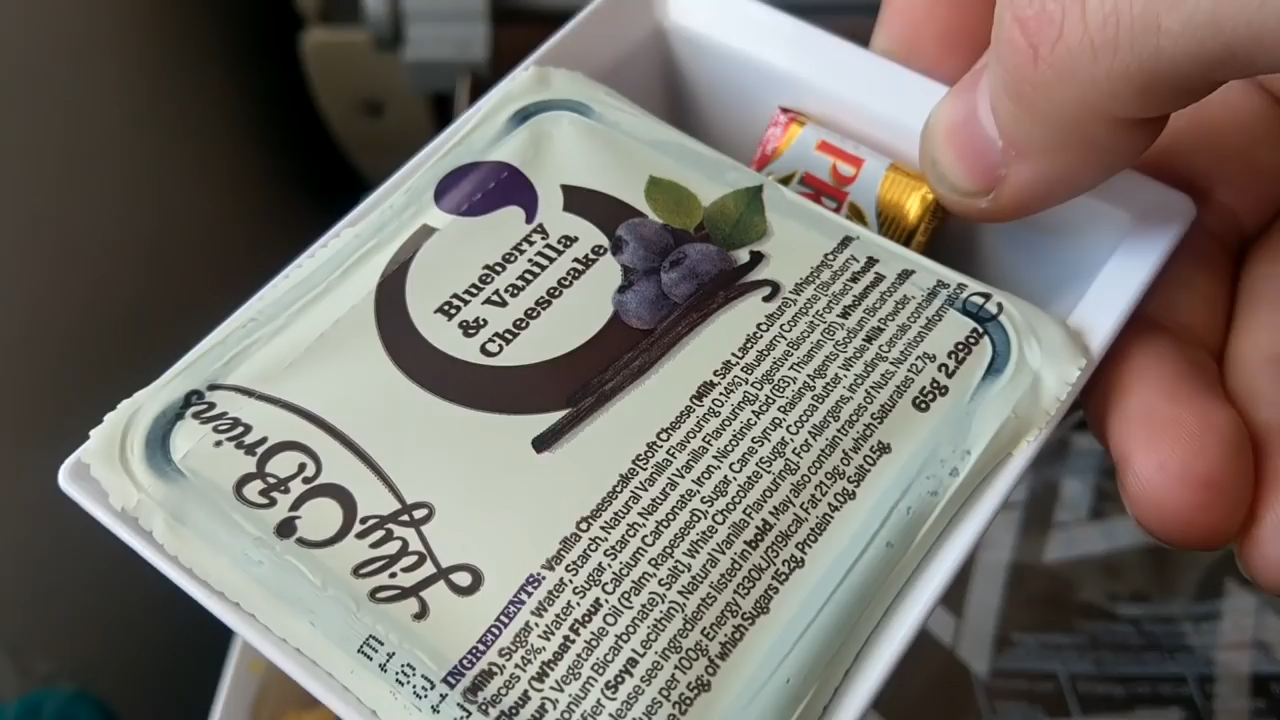 Blueberry
& Vanilla
Cheesecake
Lily O'Briens
INGREDIENTS: Vanilla Cheesecake [Soft Cheese (Milk, Salt, Lactic Culture), Whipping Cream,
(Milk), Sugar, Water, Starch, Natural Vanilla Flavouring 0.14%] Blueberry Compote [Blueberry
Pieces 14%, Water, Sugar, Starch, Natural Vanilla Flavouring] Digestive Biscuit [Fortified Wheat
Flour (Wheat Flour, Calcium Carbonate, Iron, Nicotinic Acid (B3), Thiamin (B1), wholemeal
Vegetable Oil (Palm, Rapeseed), Sugar, Cane Syrup, Raising Agents (Sodium Bicarbonate,
Bicarbonate), Salt] White Chocolate [Sugar, Cocoa Butter, Whole Milk Powder,
(Soya Lecithin), Natural Vanilla Flavouring]. For Allergens, including Cereals containing
see ingredients listed in bold. May also contain traces of Nuts. Nutrition Information
per 100g: Energy 1330kJ/319kcal, Fat 21.9g of which Saturates 12.7g,
26.5g of which Sugars 15.2g, Protein 4.0g Salt 0.5g.
65g 2.29oz e
E1831